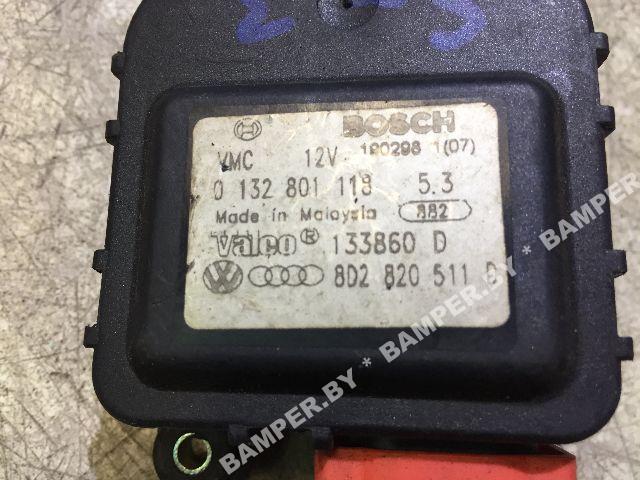 BOSCH
VMC 12V 190298 1(07)
0 132 801 118 5.3
Made in Malaysia 882
Valeo® 133860 D
8D2 820 511
BAMPER.BY * BAMPER.BY * BAMPER